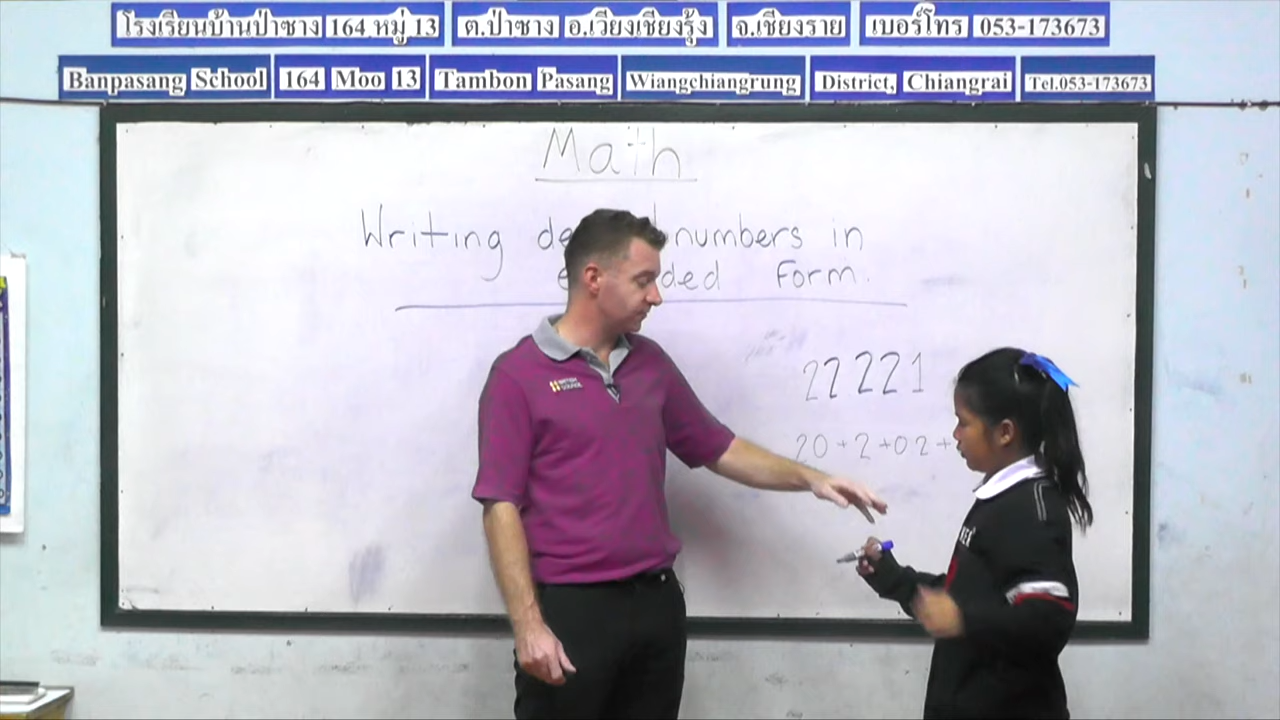 โรงเรียนบ้านป่าซาง 164 หมู่ 13 ต.ป่าซาง อ.เวียงเชียงรุ้ง จ.เชียงราย เบอร์โทร 053-173673
Banpasang School 164 Moo 13 Tambon Pasang Wiangchiangrung District, Chiangrai Tel.053-173673
Math
Writing numbers in
Form.
22221
20 + 2 + 02 +
BRITISH
COUNCIL